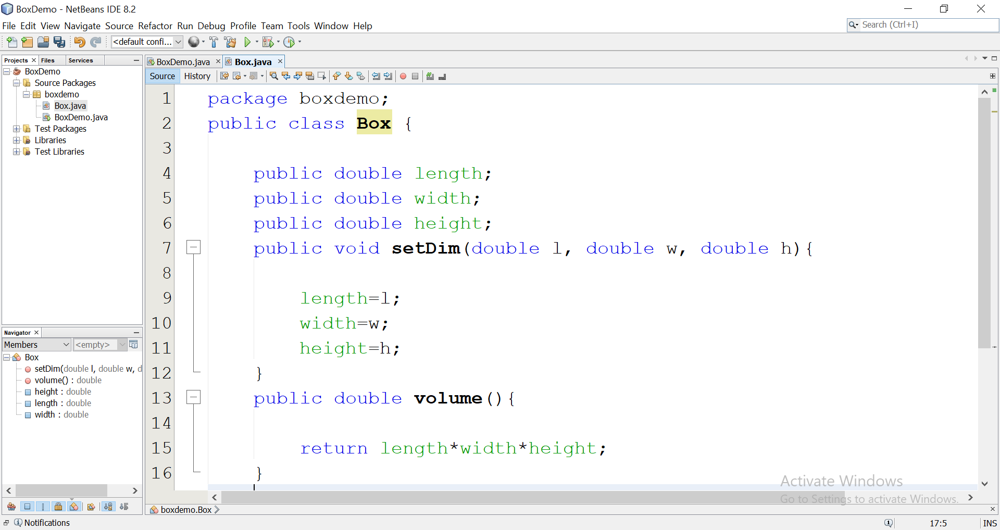 BoxDemo - NetBeans IDE 8.2
File Edit View Navigate Source Refactor Run Debug Profile Team Tools Window Help
Search (Ctrl+I)
<default confi...
Projects Files Services
BoxDemo
Source Packages
boxdemo
Box.java
BoxDemo.java
Test Packages
Libraries
Test Libraries
Navigator
Members <empty>
Box
setDim(double l, double w, d
volume() : double
height : double
length : double
width : double
BoxDemo.java Box.java
Source History
1 package boxdemo;
2 public class Box {
3
4 public double length;
5 public double width;
6 public double height;
7 public void setDim(double l, double w, double h){
8
9 length=l;
10 width=w;
11 height=h;
12 }
13 public double volume(){
14
15 return length*width*height;
16 }
Activate Windows
Go to Settings to activate Windows.
boxdemo.Box
Notifications
17:5 INS